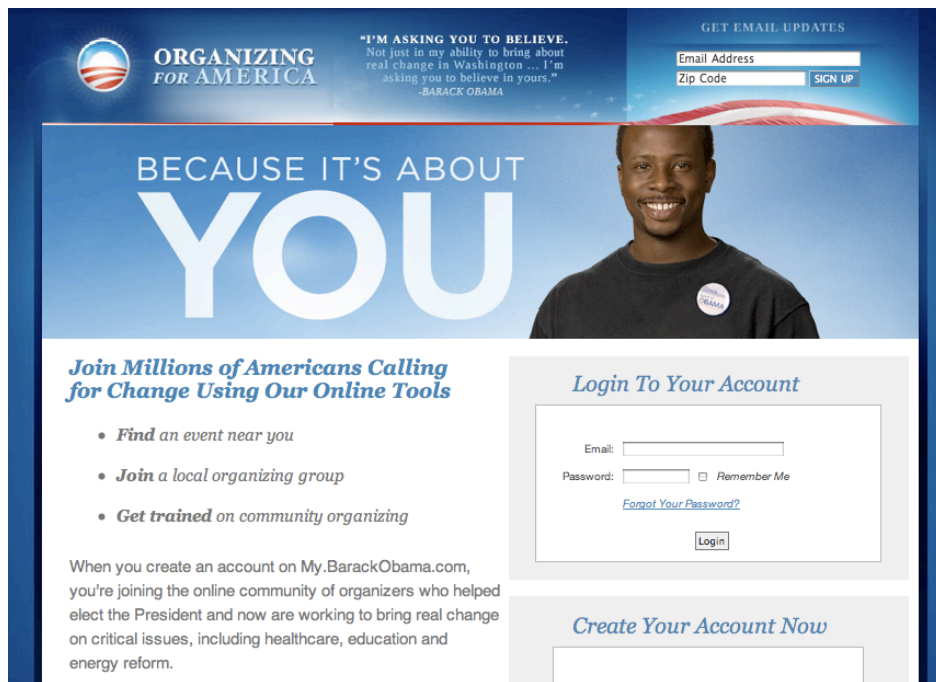 ORGANIZING
FOR AMERICA
“I’M ASKING YOU TO BELIEVE.
Not just in my ability to bring about
real change in Washington ... I’m
asking you to believe in yours.”
-BARACK OBAMA
GET EMAIL UPDATES
Email Address
Zip Code
SIGN UP
BECAUSE IT’S ABOUT
YOU
OBAMA
Join Millions of Americans Calling
for Change Using Our Online Tools
• Find an event near you
• Join a local organizing group
• Get trained on community organizing
When you create an account on My.BarackObama.com,
you're joining the online community of organizers who helped
elect the President and now are working to bring real change
on critical issues, including healthcare, education and
energy reform.
Login To Your Account
Email:
Password:
Remember Me
Forgot Your Password?
Login
Create Your Account Now